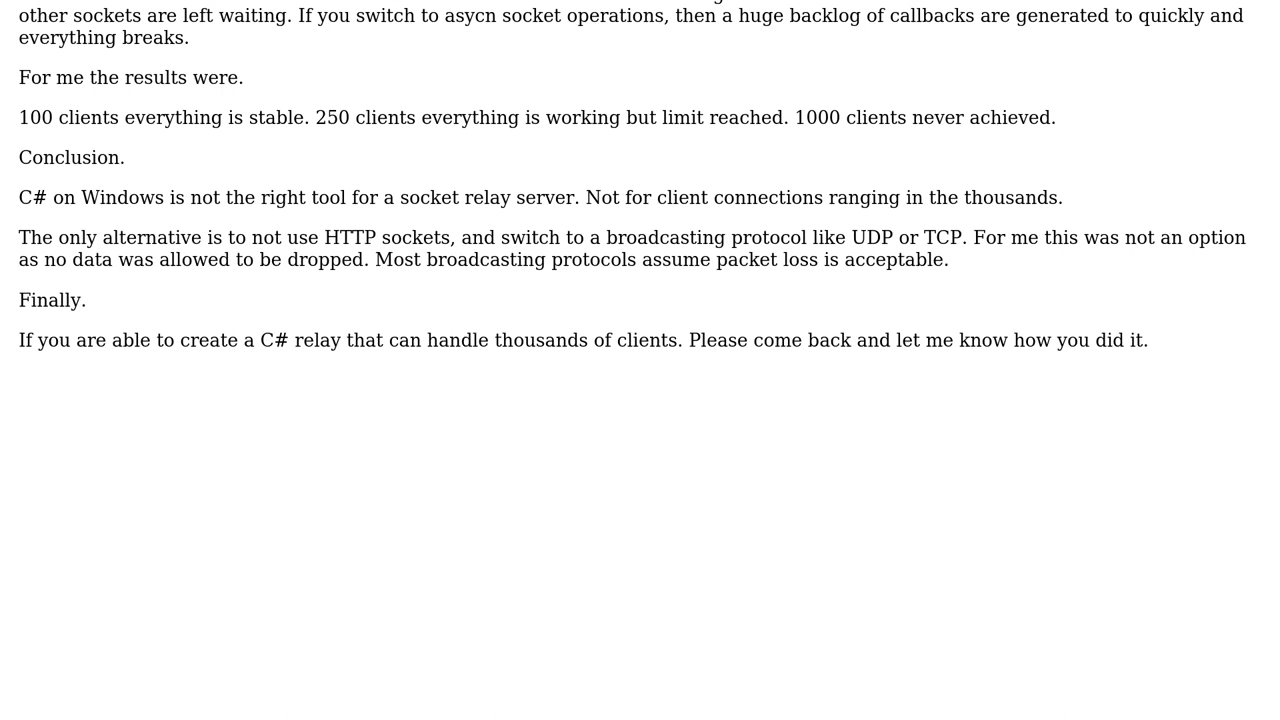 other sockets are left waiting. If you switch to asycn socket operations, then a huge backlog of callbacks are generated to quickly and
everything breaks.
For me the results were.
100 clients everything is stable. 250 clients everything is working but limit reached. 1000 clients never achieved.
Conclusion.
C# on Windows is not the right tool for a socket relay server. Not for client connections ranging in the thousands.
The only alternative is to not use HTTP sockets, and switch to a broadcasting protocol like UDP or TCP. For me this was not an option
as no data was allowed to be dropped. Most broadcasting protocols assume packet loss is acceptable.
Finally.
If you are able to create a C# relay that can handle thousands of clients. Please come back and let me know how you did it.